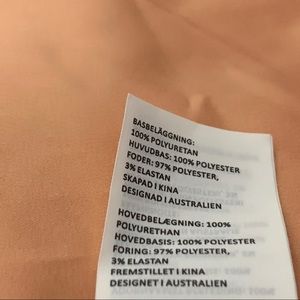 BASBELÄGGNING:
100% POLYURETAN
HUVUDBAS: 100% POLYESTER
FODER: 97% POLYESTER,
3% ELASTAN
SKAPAD I KINA
DESIGNAD I AUSTRALIEN
HOVEDBELÆGNING: 100%
POLYURETHAN
HOVEDBASIS: 100% POLYESTER
FORING: 97% POLYESTER,
3% ELASTAN
FREMSTILLET I KINA
DESIGNET I AUSTRALIEN